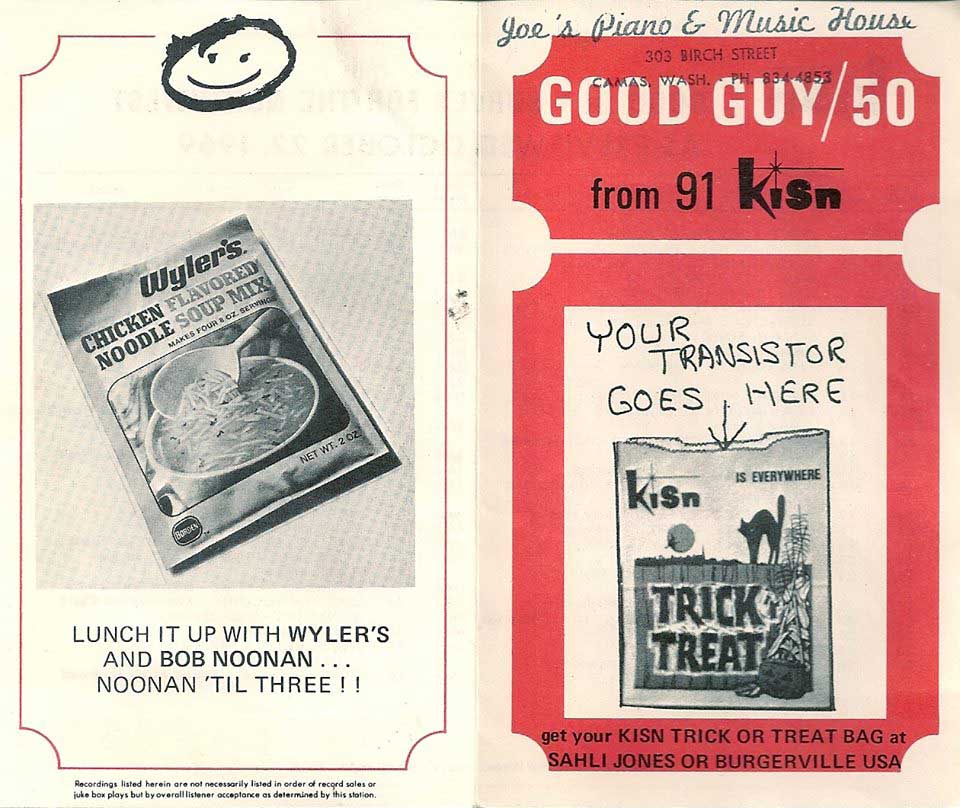 Wyler's
CHICKEN FLAVORED
NOODLE SOUP MIX
MAKES FOUR 8 OZ. SERVINGS
NET WT. 2 OZ.
BORDEN
LUNCH IT UP WITH WYLER'S
AND BOB NOONAN . . .
NOONAN 'TIL THREE ! !
Recordings listed herein are not necessarily listed in order of record sales or
juke box plays but by overall listener acceptance as determined by this station.
Joe's Piano & Music House
303 BIRCH STREET
CAMAS, WASH. - PH. 834-4853
GOOD GUY/50
from 91 kisn
YOUR
TRANSISTOR
GOES HERE
kisn IS EVERYWHERE
TRICK
TREAT
get your KISN TRICK OR TREAT BAG at
SAHLI JONES OR BURGERVILLE USA